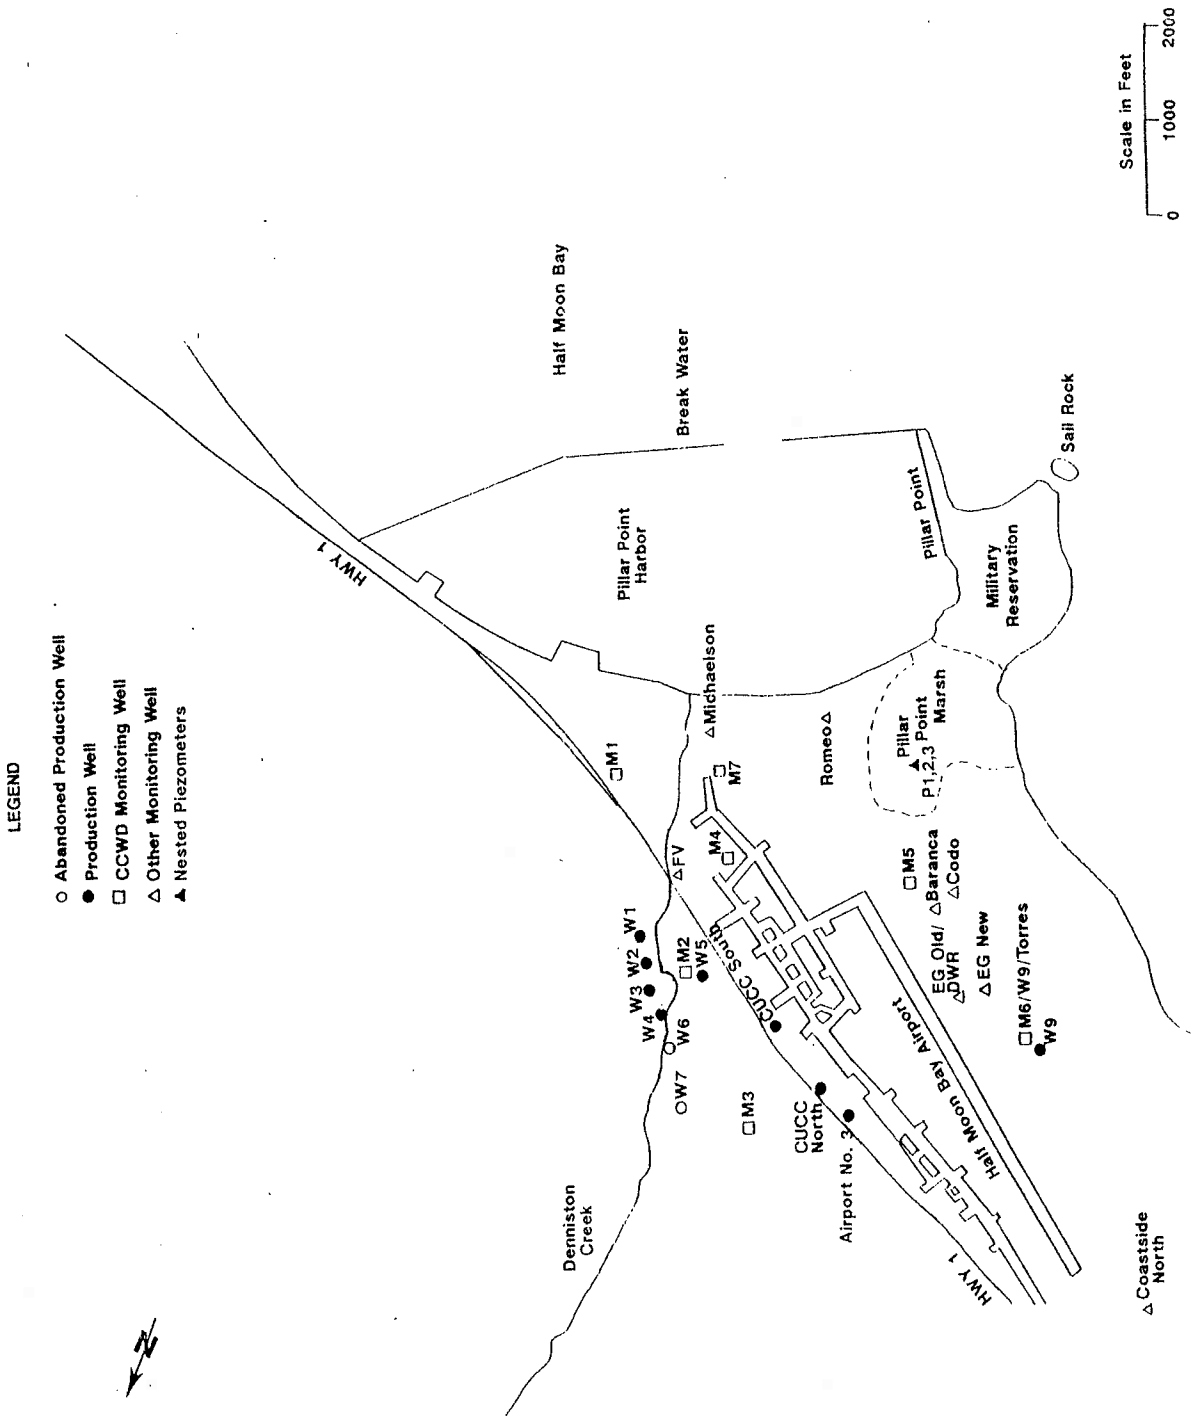 LEGEND
Abandoned Production Well
Production Well
CCWD Monitoring Well
Other Monitoring Well
Nested Piezometers
N
HWY 1
Half Moon Bay
Break Water
Pillar Point
Harbor
Pillar Point
Sail Rock
Military
Reservation
Pillar
Point
Marsh
P1,2,3
Michaelson
Romeo
M1
M7
M4
FV
M5
Baranca
Codo
EG Old/
DWR
EG New
M6/W9/Torres
W9
W1
W2
W3
W4
M2
W5
W6
W7
M3
CUCC South
CUCC
North
Airport No. 3
Half Moon Bay Airport
Denniston
Creek
HWY 1
Coastside
North
Scale in Feet
0
1000
2000